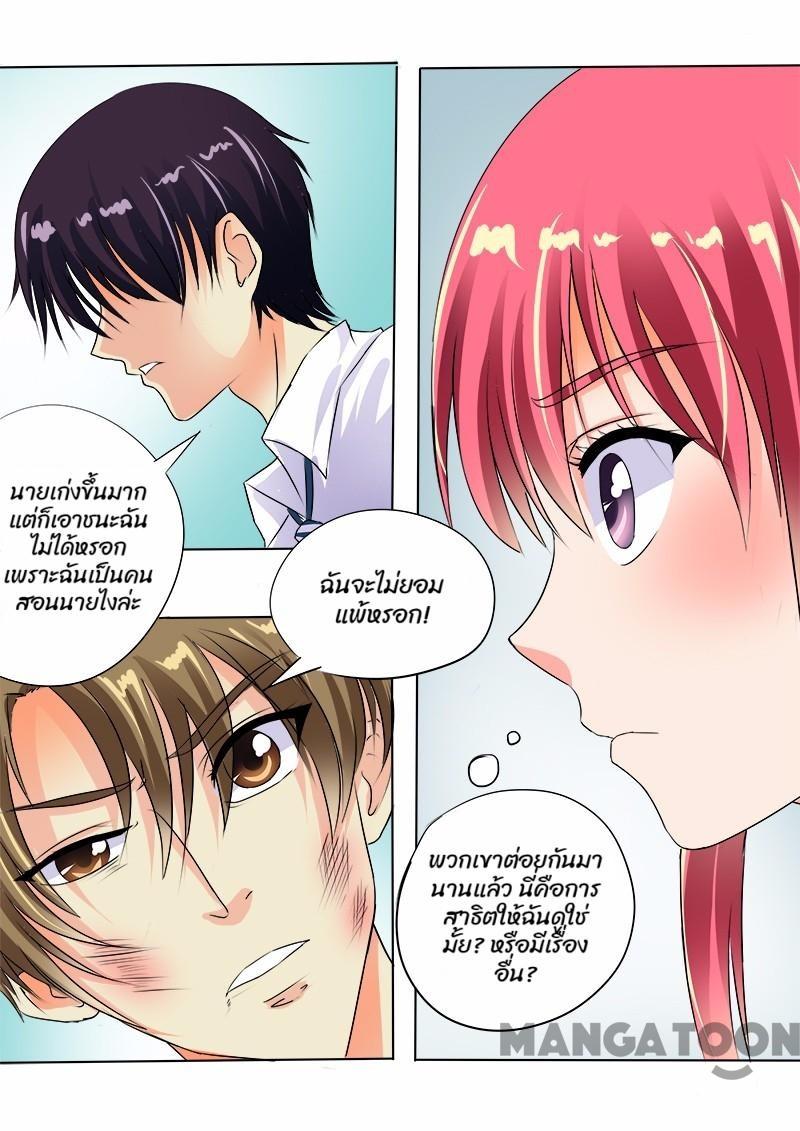 นายเก่งขึ้นมาก
แต่ก็เอาชนะฉัน
ไม่ได้หรอก
เพราะฉันเป็นคน
สอนนายไงล่ะ
ฉันจะไม่ยอม
แพ้หรอก!
พวกเขาต่อยกันมา
นานแล้ว นี่คือการ
สาธิตให้ฉันดูใช่
มั้ย? หรือมีเรื่อง
อื่น?
MANGATOON